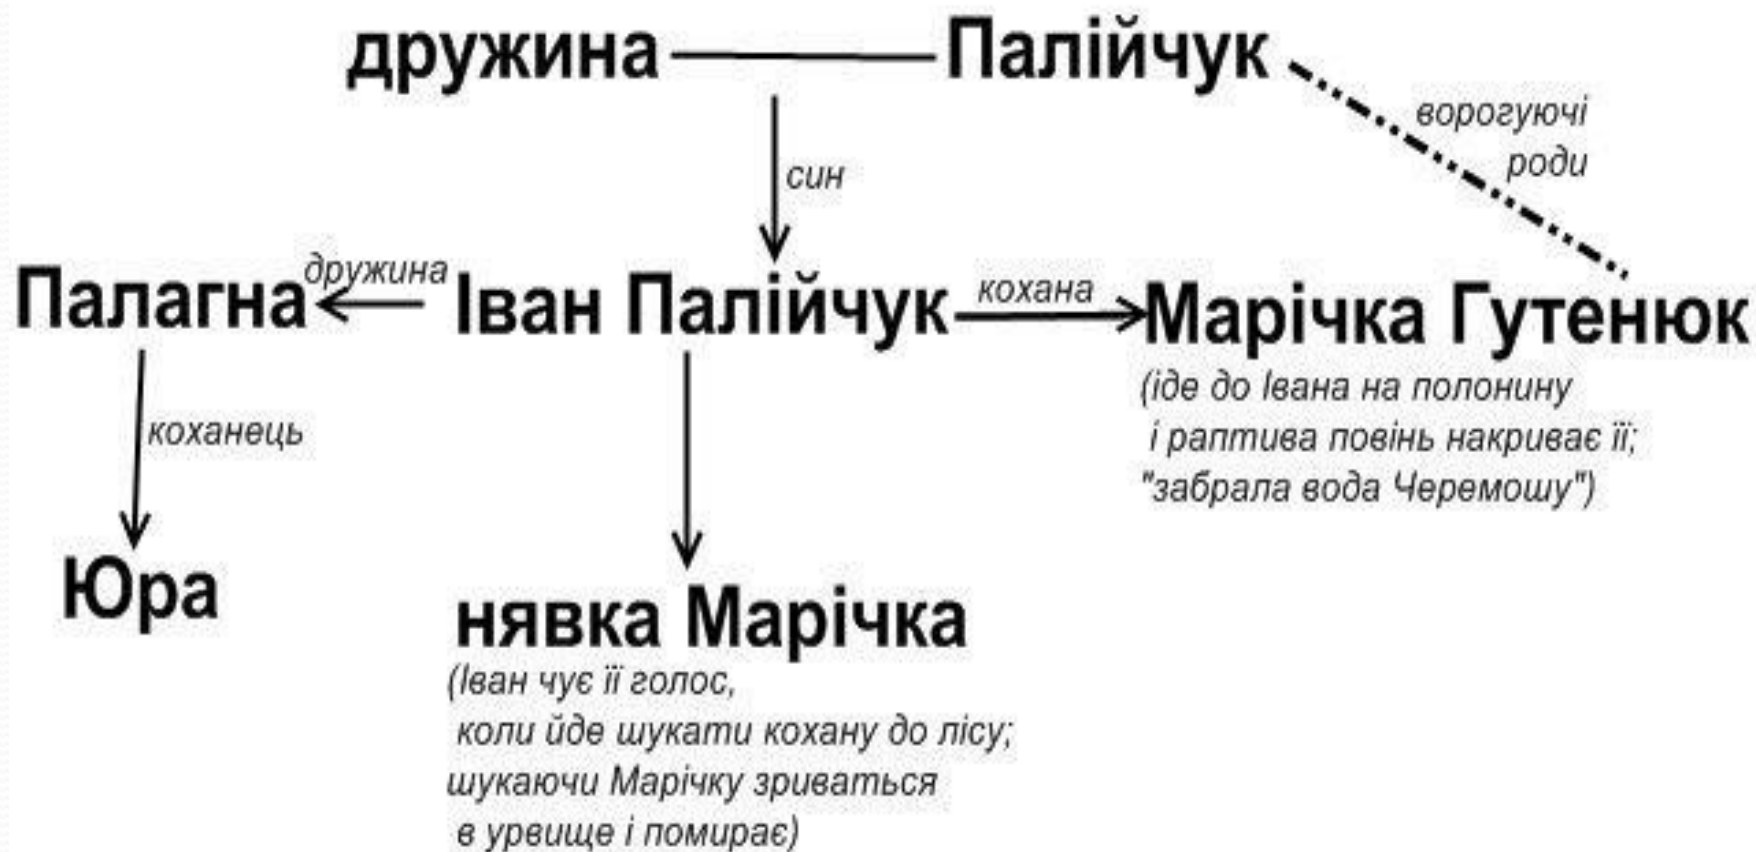 дружина Палійчук
ворогуючі
роди
син
Палагна дружина Іван Палійчук кохана Марічка Гутенюк
(іде до Івана на полонину
і раптива повінь накриває її;
"забрала вода Черемошу")
коханець
Юра
нявка Марічка
(Іван чує її голос,
коли йде шукати кохану до лісу;
шукаючи Марічку зриваться
в урвище і помирає)